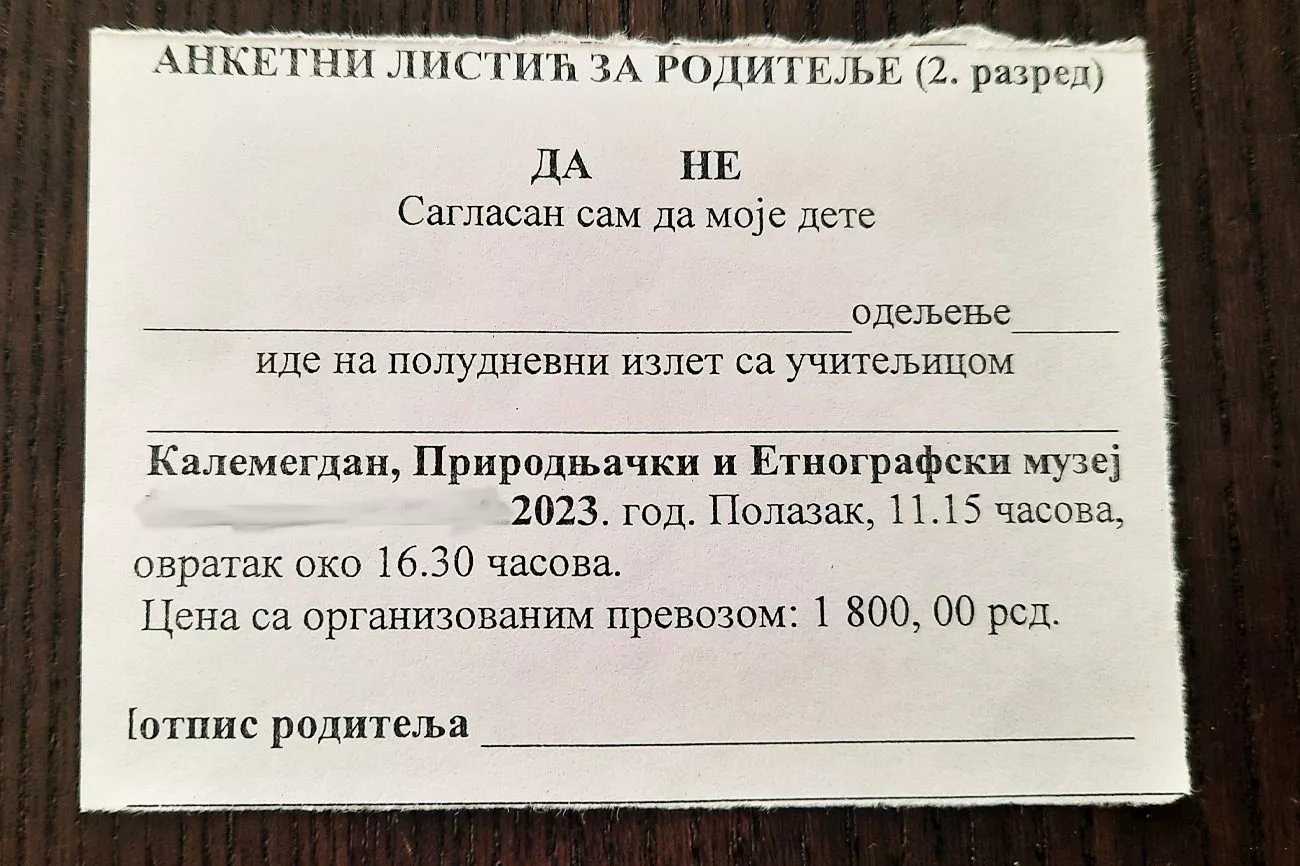 АНКЕТНИ ЛИСТИЋ ЗА РОДИТЕЉЕ (2. разред)
ДА НЕ
Сагласан сам да моје дете
одељење
иде на полудневни излет са учитељицом
Калемегдан, Природњачки и Етнографски музеј
2023. год. Полазак, 11.15 часова,
овратак око 16.30 часова.
Цена са организованим превозом: 1 800, 00 рсд.
Потпис родитеља